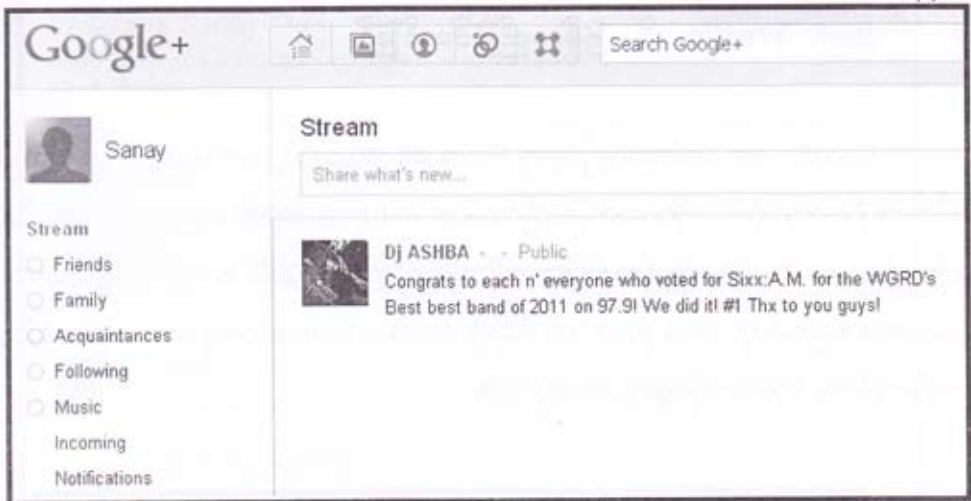 Google+
Search Google+
Sanay
Stream
Share what's new...
Stream
Friends
Family
Acquaintances
Following
Music
Incoming
Notifications
Dj ASHBA - - Public
Congrats to each n' everyone who voted for Sixx:A.M. for the WGRD's
Best best band of 2011 on 97.9! We did it! #1 Thx to you guys!